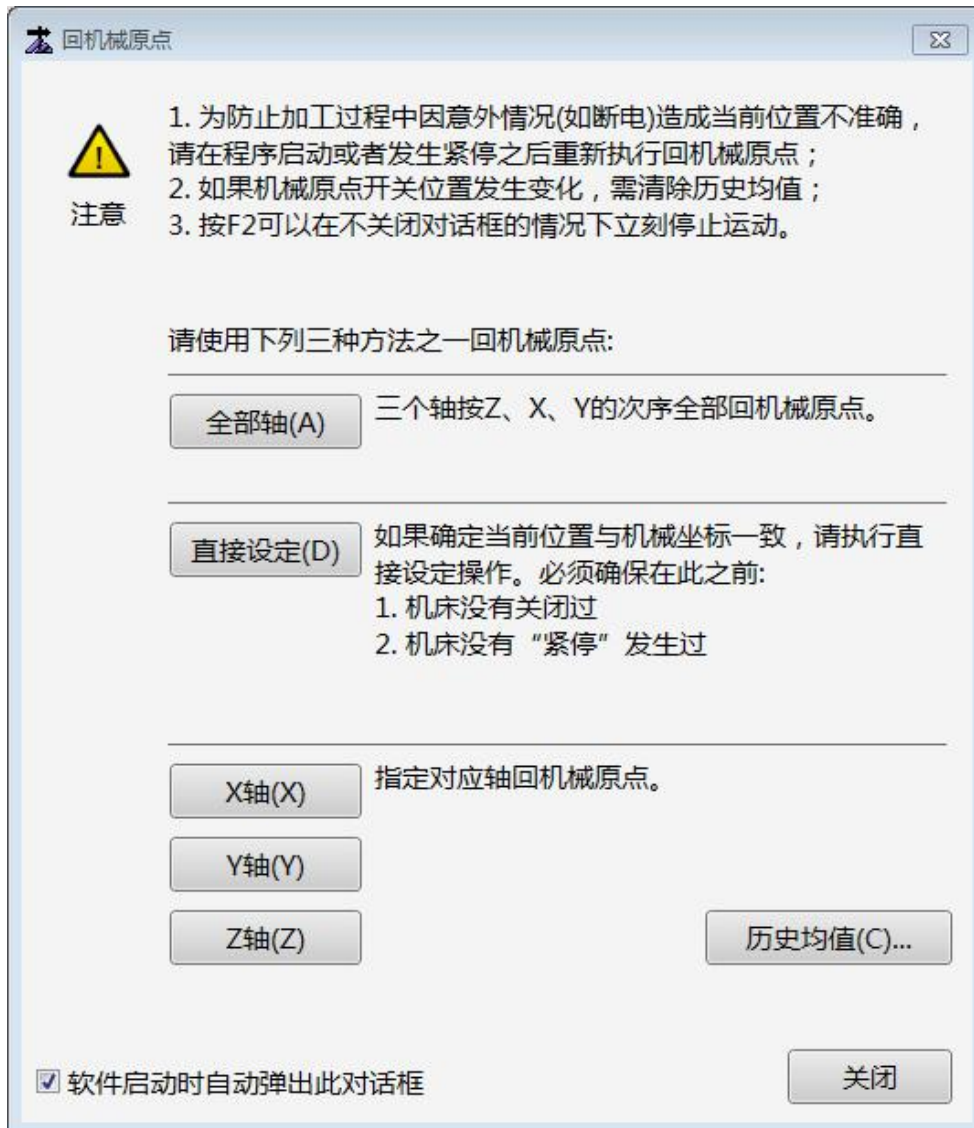 回机械原点
1. 为防止加工过程中因意外情况(如断电)造成当前位置不准确，
请在程序启动或者发生紧停之后重新执行回机械原点；
2. 如果机械原点开关位置发生变化，需清除历史均值；
3. 按F2可以在不关闭对话框的情况下立刻停止运动。
注意
请使用下列三种方法之一回机械原点:
全部轴(A)
三个轴按Z、X、Y的次序全部回机械原点。
直接设定(D)
如果确定当前位置与机械坐标一致，请执行直
接设定操作。必须确保在此之前:
1. 机床没有关闭过
2. 机床没有“紧停”发生过
X轴(X)
指定对应轴回机械原点。
Y轴(Y)
Z轴(Z)
历史均值(C)...
软件启动时自动弹出此对话框
关闭